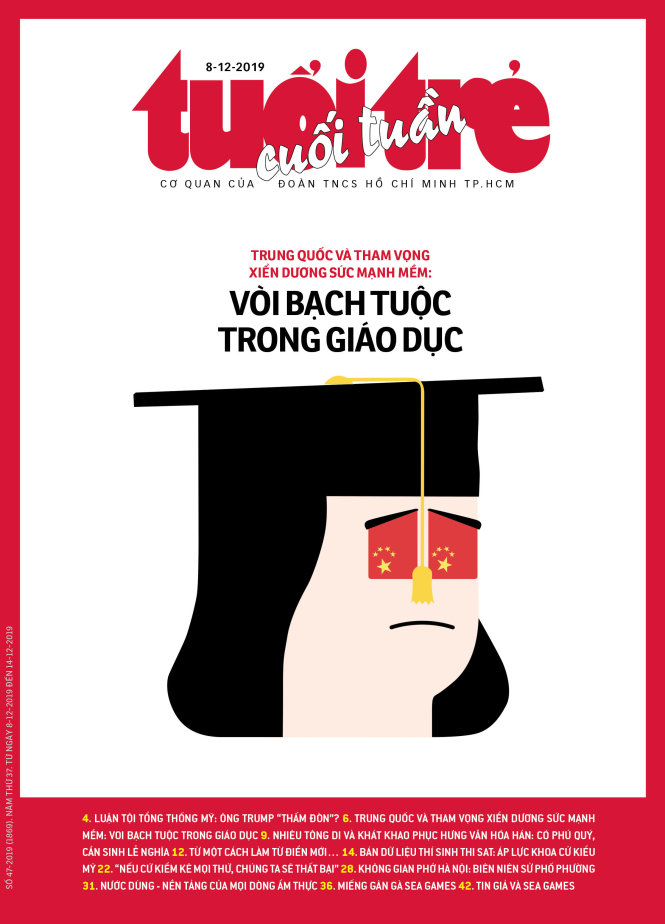 8-12-2019
tuổi trẻ
cuối tuần
CƠ QUAN CỦA ĐOÀN TNCS HỒ CHÍ MINH TP.HCM
TRUNG QUỐC VÀ THAM VỌNG
XIỂN DƯƠNG SỨC MẠNH MỀM:
VÒI BẠCH TUỘC
TRONG GIÁO DỤC
SỐ 47-2019 (1869). NĂM THỨ 37. TỪ NGÀY 8-12-2019 ĐẾN 14-12-2019
4. LUẬN TỘI TỔNG THỐNG MỸ: ÔNG TRUMP “THẤM ĐÒN”? 6. TRUNG QUỐC VÀ THAM VỌNG XIỂN DƯƠNG SỨC MẠNH
MỀM: VÒI BẠCH TUỘC TRONG GIÁO DỤC 9. NHIÊU TÔNG DI VÀ KHÁT KHAO PHỤC HƯNG VĂN HÓA HÁN: CÓ PHÚ QUÝ,
CẦN SINH LỄ NGHĨA 12. TỪ MỘT CÁCH LÀM TỪ ĐIỂN MỚI... 14. BÁN DỮ LIỆU THÍ SINH THI SAT: ÁP LỰC KHOA CỬ KIỂU
MỸ 22. “NẾU CỨ KIỂM KÊ MỌI THỨ, CHÚNG TA SẼ THẤT BẠI” 28. KHÔNG GIAN PHỐ HÀ NỘI: BIÊN NIÊN SỬ PHỐ PHƯỜNG
31. NƯỚC DÙNG - NỀN TẢNG CỦA MỌI DÒNG ẨM THỰC 36. MIẾNG GÂN GÀ SEA GAMES 42. TIN GIẢ VÀ SEA GAMES